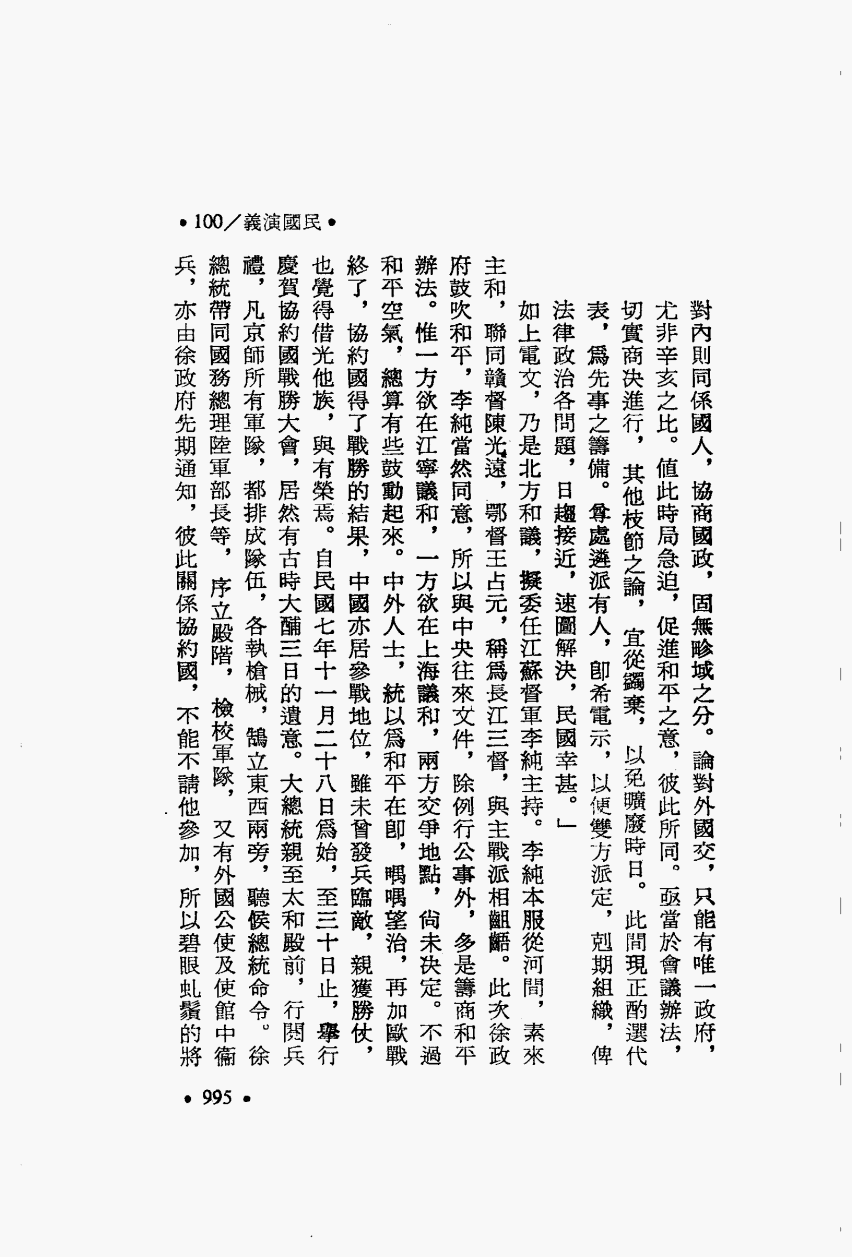 •100／義演國民•
對內則同係國人，協商國政，固無畛域之分。論對外國交，只能有唯一政府，
尤非辛亥之比。值此時局急迫，促進和平之意，彼此所同。亟當於會議辦法，
切實商決進行，其他枝節之論，宜從蠲棄，以免曠廢時日。此間現正酌選代
表，爲先事之籌備。尊處遴派有人，卽希電示，以便雙方派定，剋期組織，俾
法律政治各問題，日趨接近，速圖解決，民國幸甚。」
如上電文，乃是北方和議，擬委任江蘇督軍李純主持。李純本服從河間，素來
主和，聯同贛督陳光遠，鄂督王占元，稱爲長江三督，與主戰派相齟齬。此次徐政
府鼓吹和平，李純當然同意，所以與中央往來文件，除例行公事外，多是籌商和平
辦法。惟一方欲在江寧議和，一方欲在上海議和，兩方交爭地點，尙未決定。不過
和平空氣，總算有些鼓動起來。中外人士，統以爲和平在卽，喁喁望治，再加歐戰
終了，協約國得了戰勝的結果，中國亦居參戰地位，雖未曾發兵臨敵，親獲勝仗，
也覺得借光他族，與有榮焉。自民國七年十一月二十八日爲始，至三十日止，舉行
慶賀協約國戰勝大會，居然有古時大酺三日的遺意。大總統親至太和殿前，行閱兵
禮，凡京師所有軍隊，都排成隊伍，各執槍械，鵠立東西兩旁，聽侯總統命令。徐
總統帶同國務總理陸軍部長等，序立殿階，檢校軍隊，又有外國公使及使館中衞
兵，亦由徐政府先期通知，彼此關係協約國，不能不請他參加，所以碧眼虬鬚的將
•995•